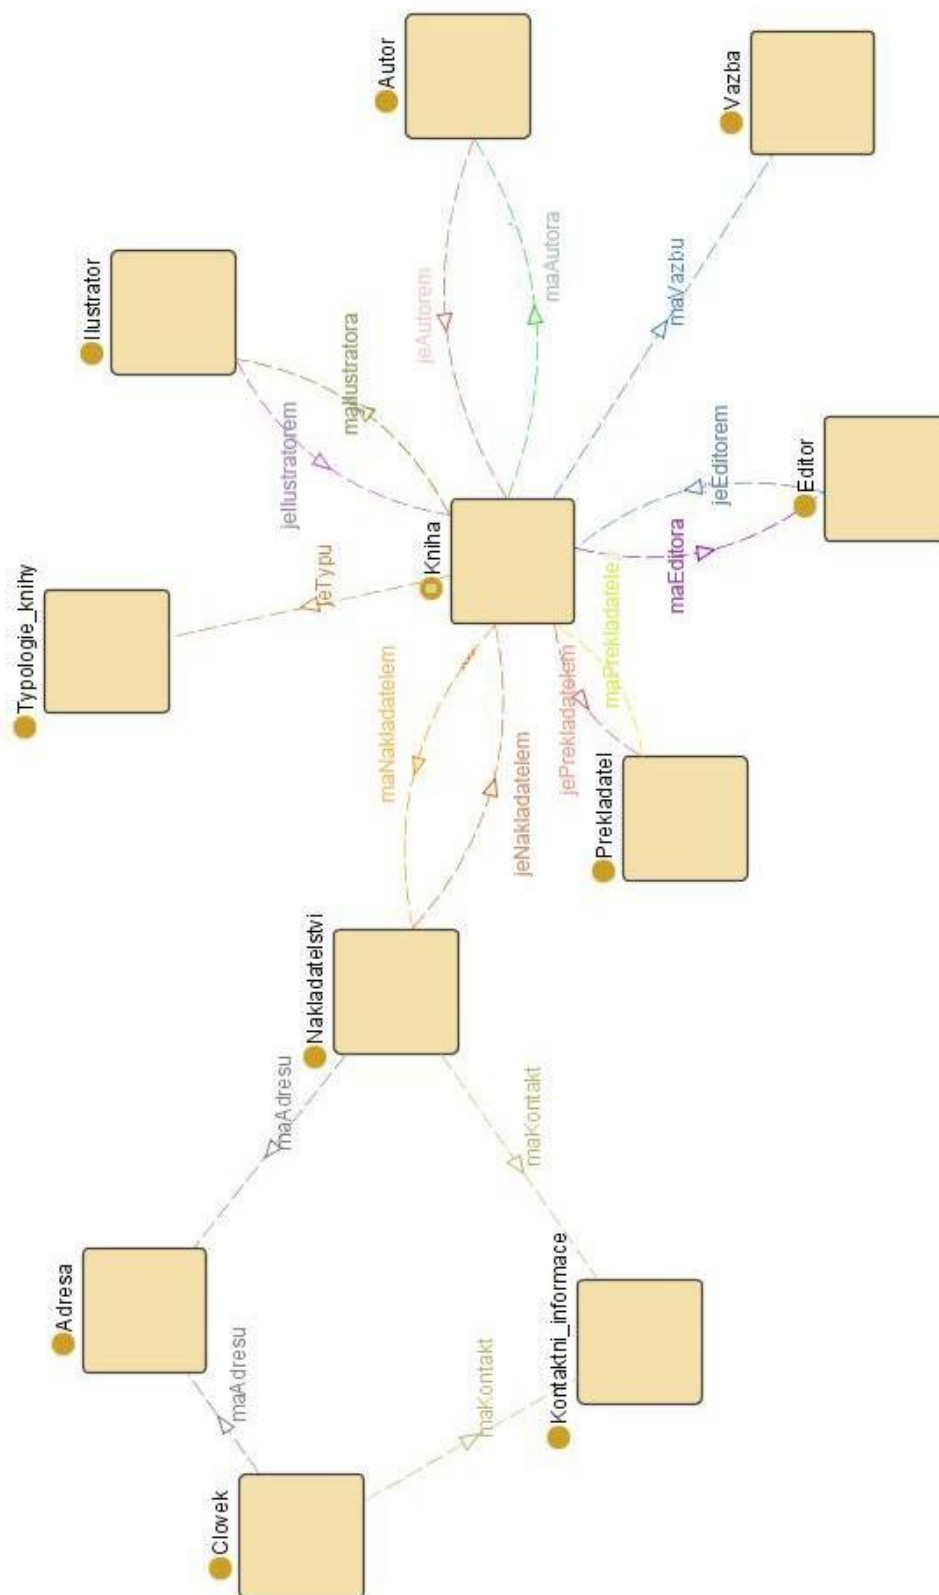 Autor
Vazba
Ilustrator
jeAutorem
maAutora
maIlustratora
jeIlustratorem
maVazbu
Typologie_knihy
jeTypu
Kniha
jeEditorem
Editor
maEditora
maNakladatelem
jeNakladatelem
jePrekladatelem
maPrekladatele
Prekladatel
Nakladatelstvi
maAdresu
maKontakt
Adresa
Kontaktni_informace
maAdresu
maKontakt
Clovek